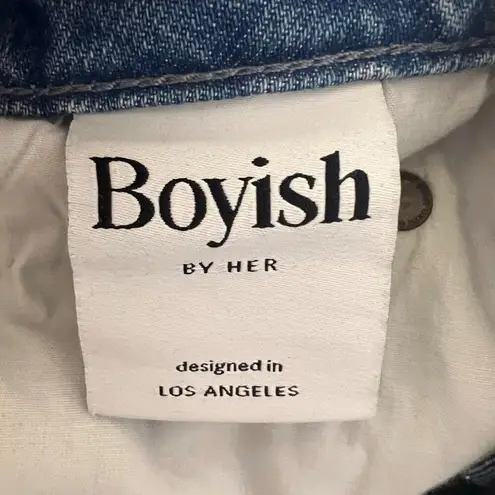 Boyish
BY HER
designed in
LOS ANGELES